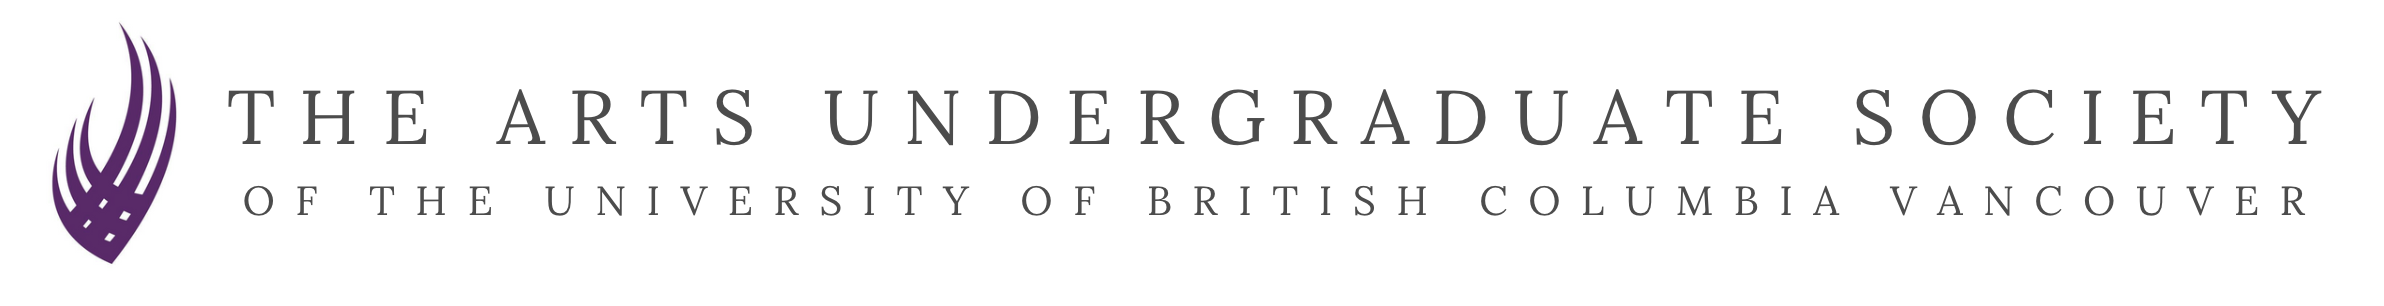 THE ARTS UNDERGRADUATE SOCIETY
OF THE UNIVERSITY OF BRITISH COLUMBIA VANCOUVER